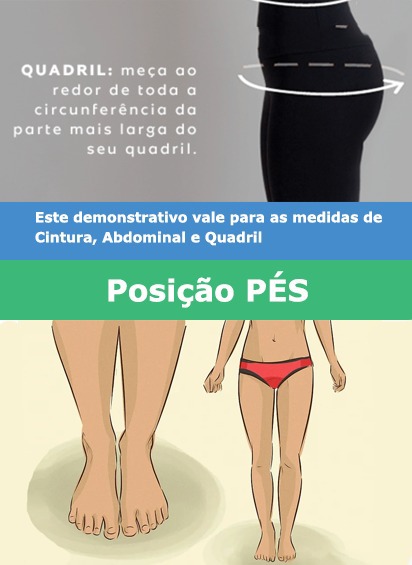 QUADRIL: meça ao
redor de toda a
circunferência da
parte mais larga do
seu quadril.
Este demonstrativo vale para as medidas de
Cintura, Abdominal e Quadril
Posição PÉS